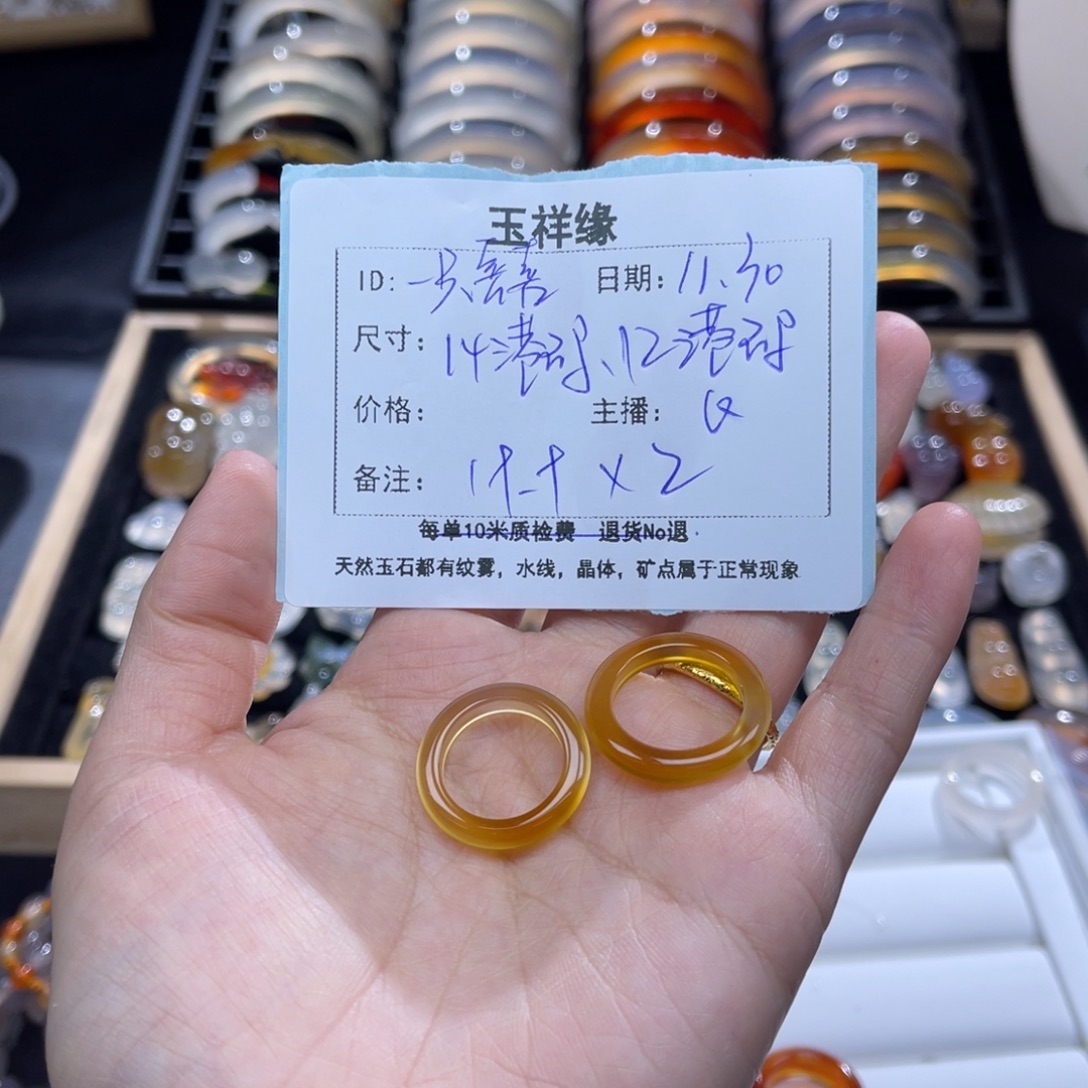 玉祥缘
ID: 日期: 11.30
尺寸: 14港码、12港码
价格: 主播:
备注: x2
每单10米质检费 退货No退
天然玉石都有纹雾，水线，晶体，矿点属于正常现象